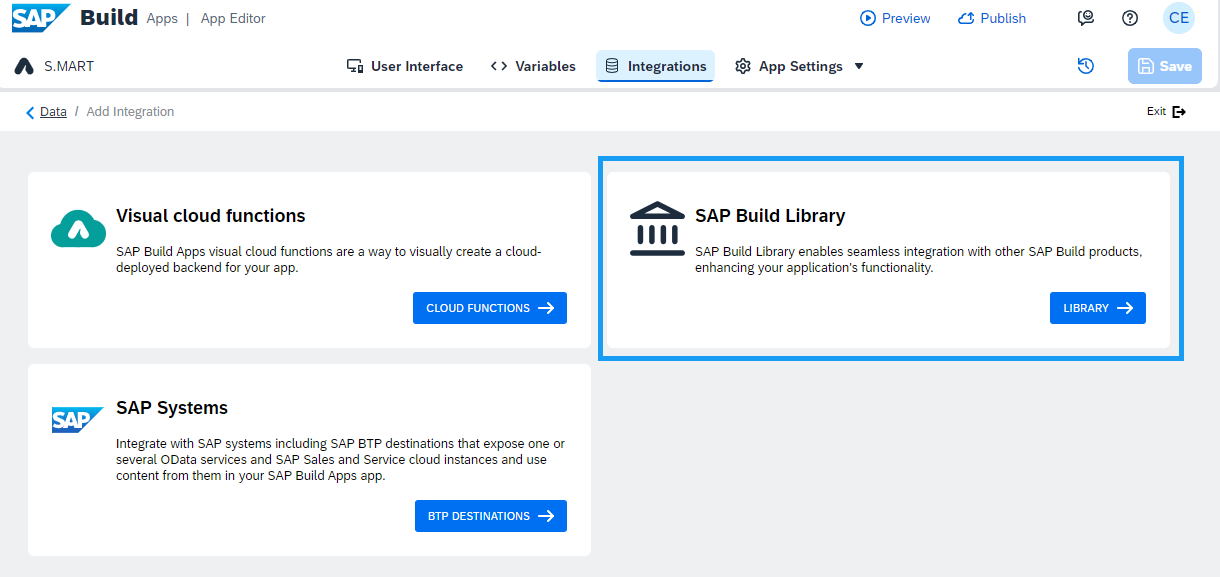 SAP Build Apps | App Editor Preview Publish CE
S.MART User Interface Variables Integrations App Settings Save
Data / Add Integration Exit
Visual cloud functions
SAP Build Apps visual cloud functions are a way to visually create a cloud-
deployed backend for your app.
CLOUD FUNCTIONS
SAP Build Library
SAP Build Library enables seamless integration with other SAP Build products,
enhancing your application's functionality.
LIBRARY
SAP
SAP Systems
Integrate with SAP systems including SAP BTP destinations that expose one or
several OData services and SAP Sales and Service cloud instances and use
content from them in your SAP Build Apps app.
BTP DESTINATIONS